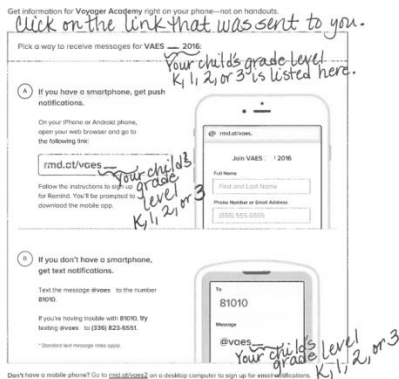 Get information for Voyager Academy right on your phone—not on handouts.
Click on the link that was sent to you.
Pick a way to receive messages for VAES __ 2016:
Your child's grade level
K, 1, 2, or 3 is listed here.
A If you have a smartphone, get push
notifications.
On your iPhone or Android phone,
open your web browser and go to
the following link:
rmd.at/vaes__
Your child's
grade
level
K, 1, 2, or 3
Follow the instructions to sign up
for Remind. You'll be prompted to
download the mobile app.
rmd.at/vaes.
Join VAES : 2016
Full Name
First and Last Name
Phone Number or Email Address
(555) 555-5555
B If you don't have a smartphone,
get text notifications.
Text the message @vaes to the number
81010.
If you're having trouble with 81010, try
texting @vaes to (336) 823-6551.
* Standard text message rates apply.
To
81010
Message
@vaes__
Your child's
grade level
K, 1, 2, or 3
Don't have a mobile phone? Go to rmd.at/vaes2 on a desktop computer to sign up for email notifications.